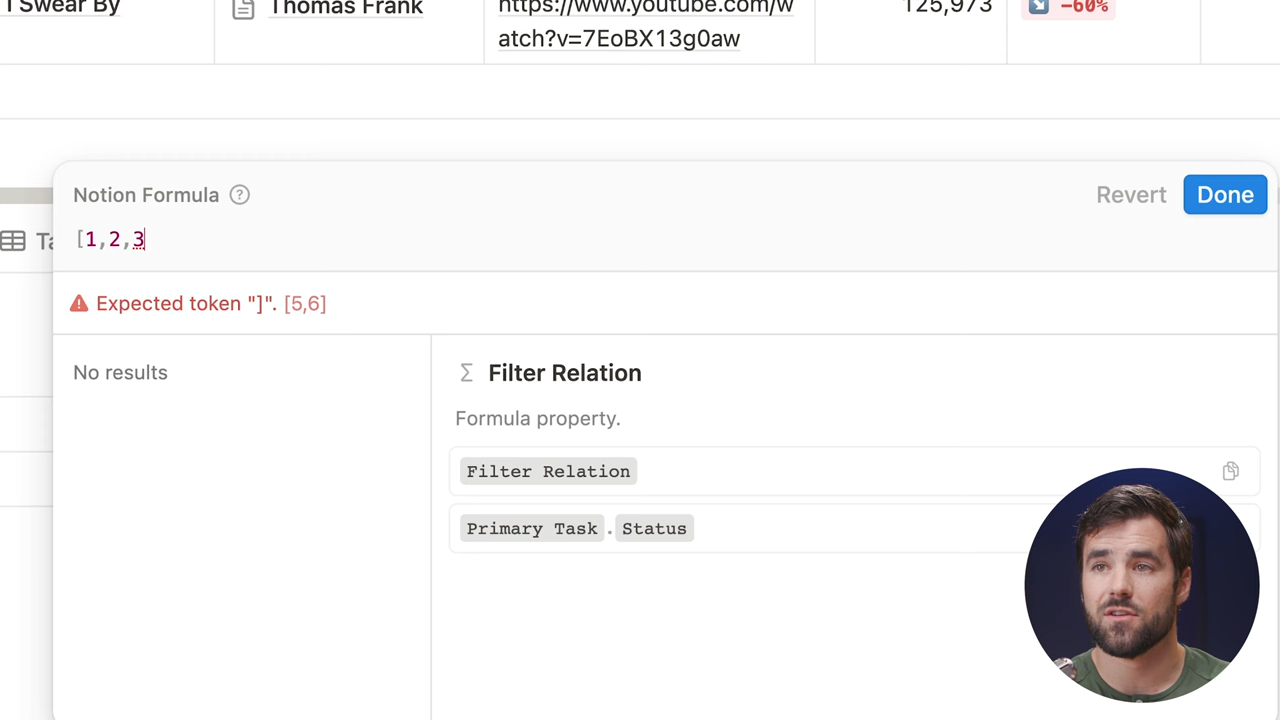 I Swear By
Thomas Frank
https://www.youtube.com/w
atch?v=7EoBX13g0aw
125,973
-60%
Notion Formula ?
Revert
Done
Ta
[1,2,3
Expected token "]". [5,6]
No results
Σ Filter Relation
Formula property.
Filter Relation
Primary Task.Status